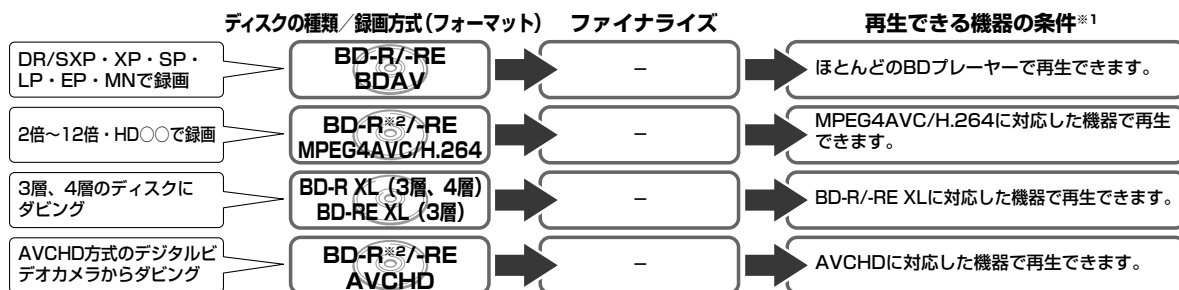 ディスクの種類／録画方式（フォーマット） ファイナライズ 再生できる機器の条件※1
DR/SXP・XP・SP・
LP・EP・MNで録画
BD-R/-RE
BDAV
–
ほとんどのBDプレーヤーで再生できます。
2倍～12倍・HD○○で録画
BD-R※2/-RE
MPEG4AVC/H.264
–
MPEG4AVC/H.264に対応した機器で再生
できます。
3層、4層のディスクに
ダビング
BD-R XL（3層、4層）
BD-RE XL（3層）
–
BD-R/-RE XLに対応した機器で再生できます。
AVCHD方式のデジタルビ
デオカメラからダビング
BD-R※2/-RE
AVCHD
–
AVCHDに対応した機器で再生できます。